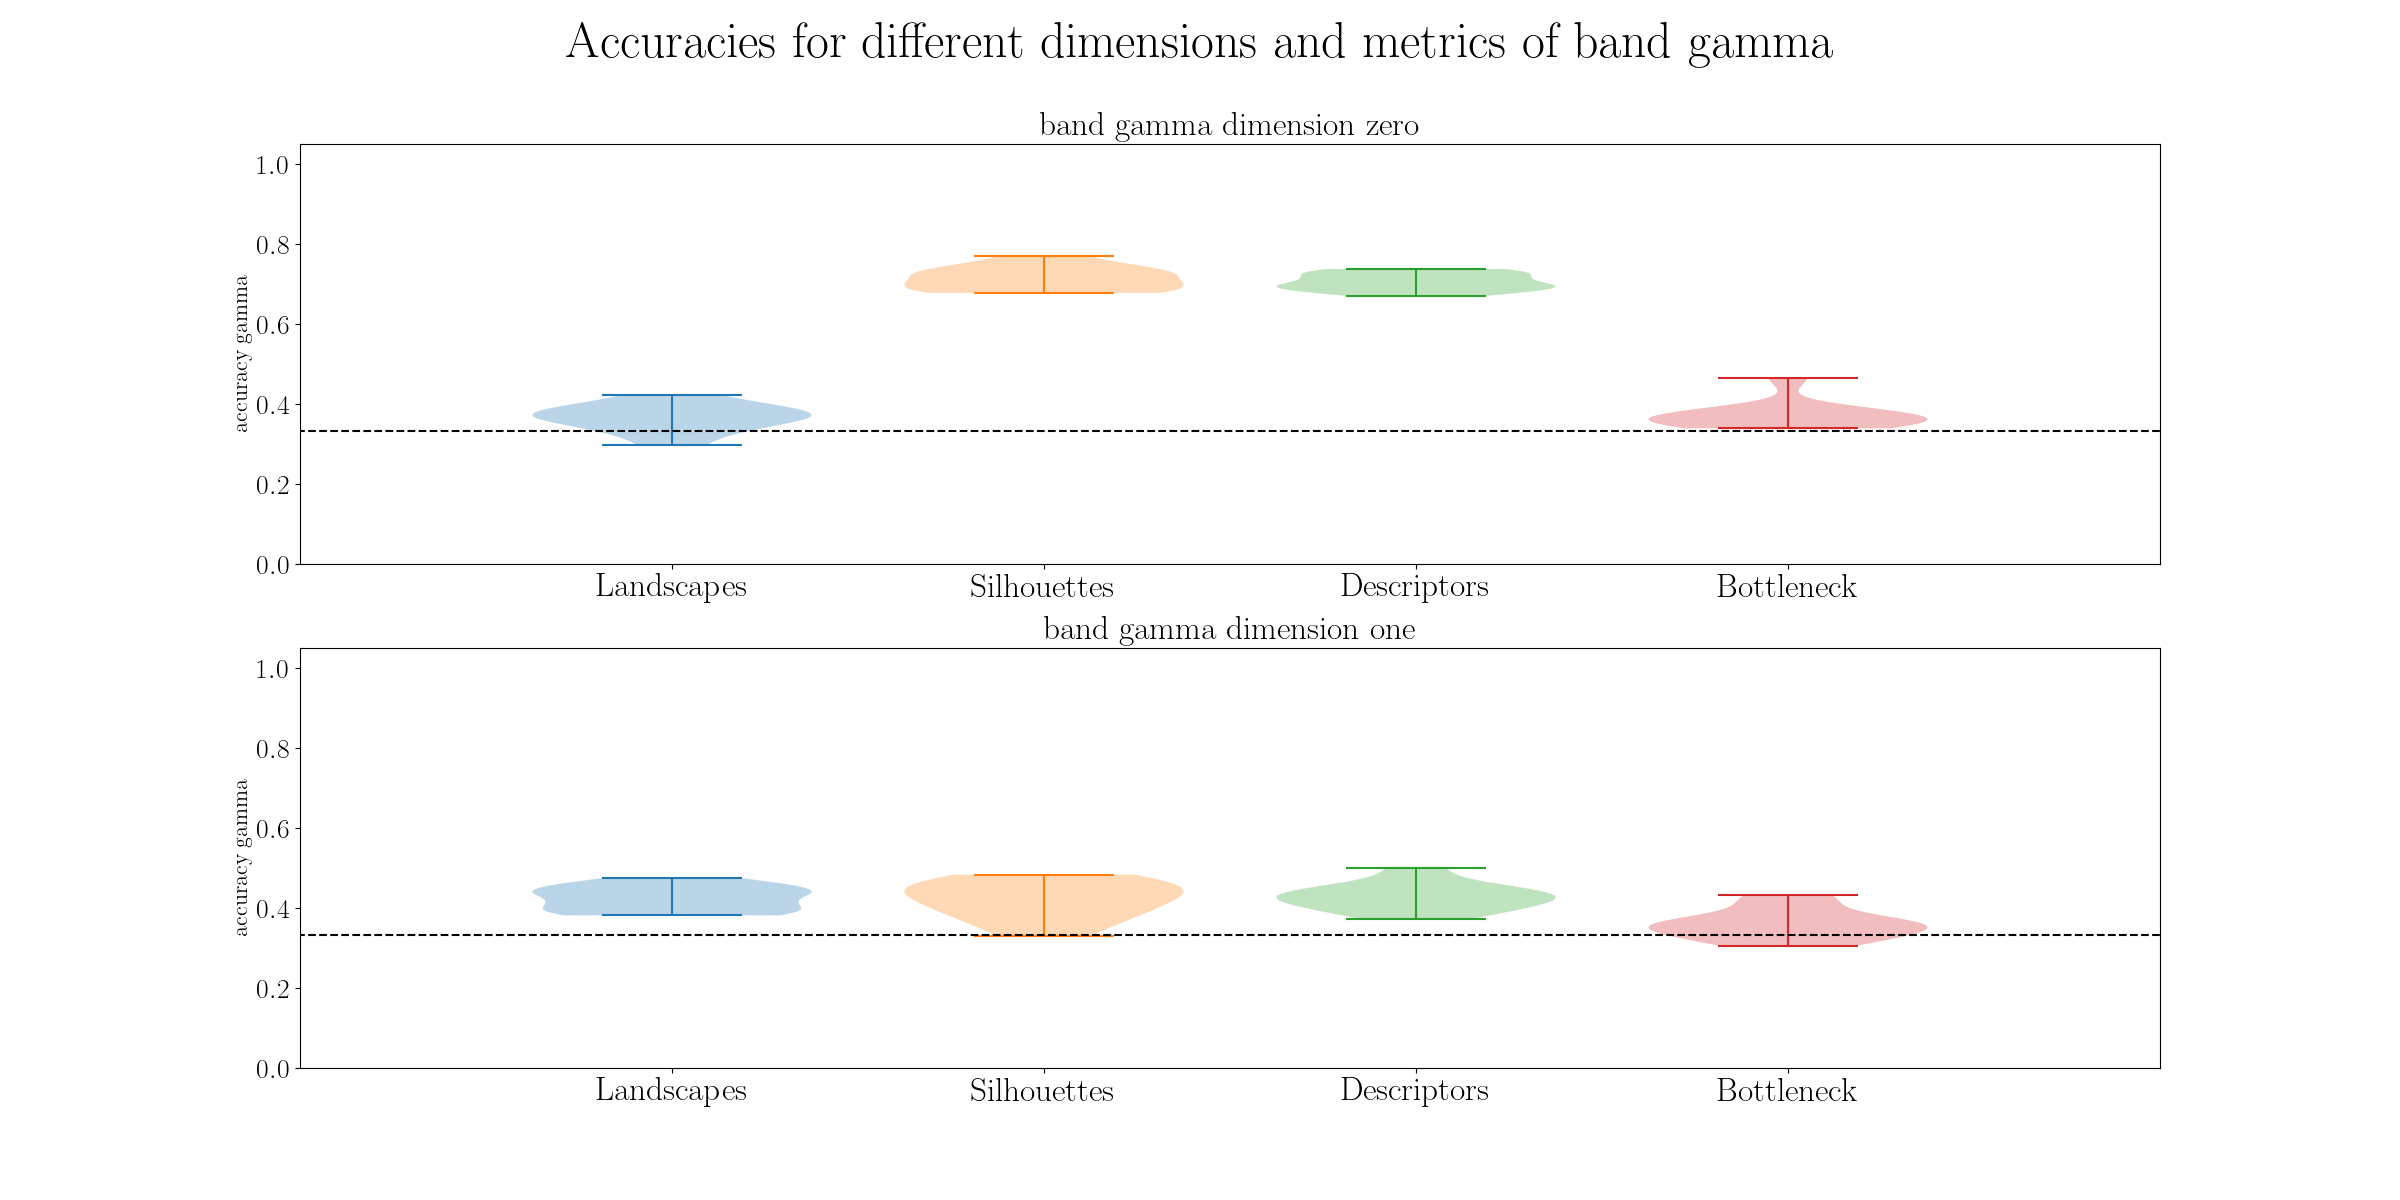 Accuracies for different dimensions and metrics of band gamma
band gamma dimension zero
accuracy gamma
1.0
0.8
0.6
0.4
0.2
0.0
Landscapes Silhouettes Descriptors Bottleneck
band gamma dimension one
accuracy gamma
1.0
0.8
0.6
0.4
0.2
0.0
Landscapes Silhouettes Descriptors Bottleneck